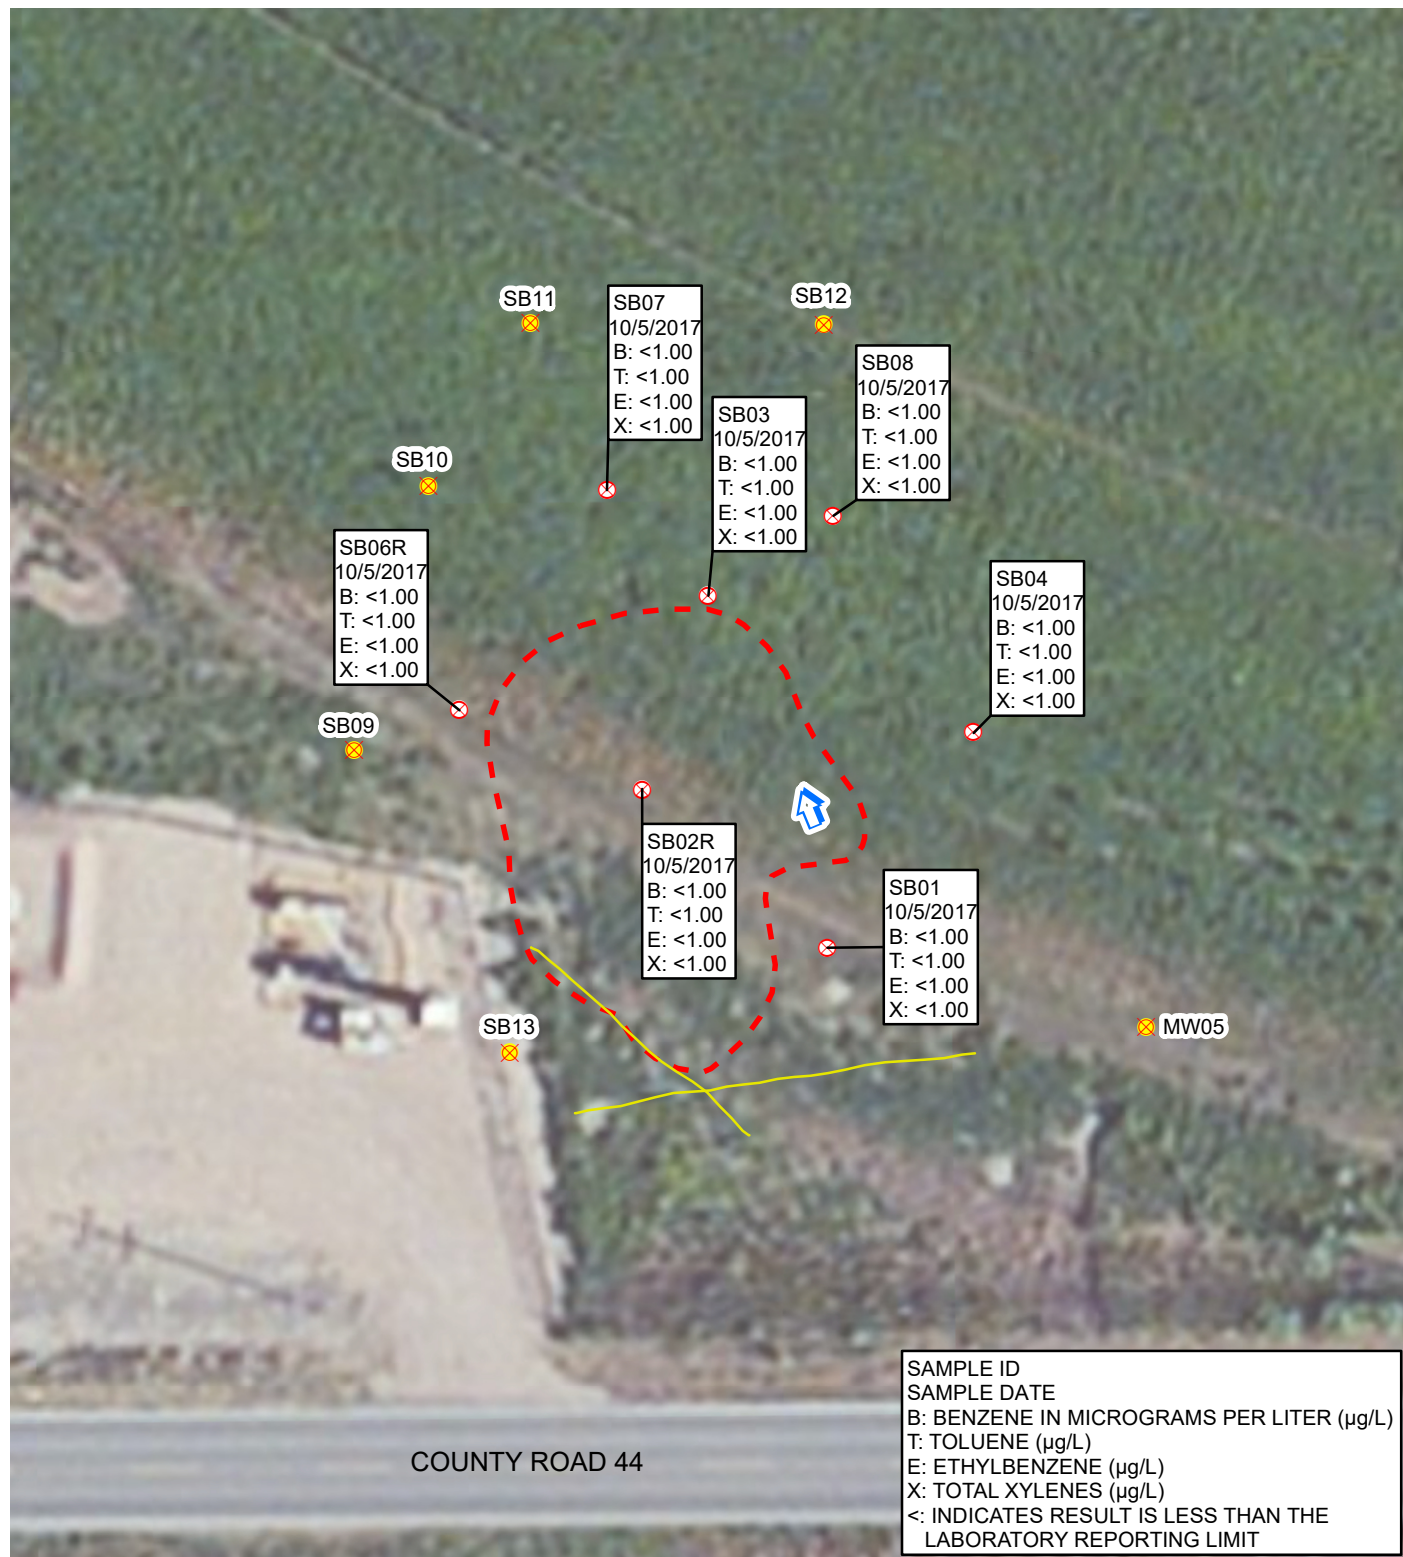 SB11
SB07
10/5/2017
B: <1.00
T: <1.00
E: <1.00
X: <1.00
SB12
SB08
10/5/2017
B: <1.00
T: <1.00
E: <1.00
X: <1.00
SB03
10/5/2017
B: <1.00
T: <1.00
E: <1.00
X: <1.00
SB10
SB06R
10/5/2017
B: <1.00
T: <1.00
E: <1.00
X: <1.00
SB04
10/5/2017
B: <1.00
T: <1.00
E: <1.00
X: <1.00
SB09
SB02R
10/5/2017
B: <1.00
T: <1.00
E: <1.00
X: <1.00
SB01
10/5/2017
B: <1.00
T: <1.00
E: <1.00
X: <1.00
SB13
MW05
COUNTY ROAD 44
SAMPLE ID
SAMPLE DATE
B: BENZENE IN MICROGRAMS PER LITER (µg/L)
T: TOLUENE (µg/L)
E: ETHYLBENZENE (µg/L)
X: TOTAL XYLENES (µg/L)
<: INDICATES RESULT IS LESS THAN THE
LABORATORY REPORTING LIMIT